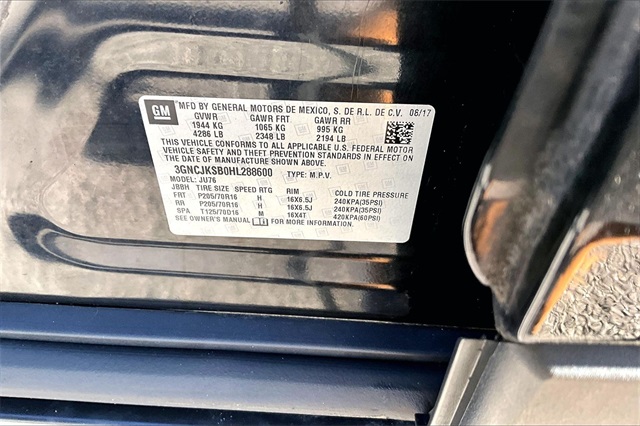 GM
MFD BY GENERAL MOTORS DE MEXICO, S. DE R.L. DE C.V. 06/17
GVWR GAWR FRT GAWR RR
1944 KG 1065 KG 995 KG
4286 LB 2348 LB 2194 LB
THIS VEHICLE CONFORMS TO ALL APPLICABLE U.S. FEDERAL MOTOR
VEHICLE SAFETY AND THEFT PREVENTION STANDARDS IN EFFECT ON
THE DATE OF MANUFACTURE SHOWN ABOVE.
3GNCJKSB0HL288600 TYPE: M.P.V.
MODEL: JU76
JBBH TIRE SIZE SPEED RTG RIM COLD TIRE PRESSURE
FRT P205/70R16 H 16X6.5J 240KPA(35PSI)
RR P205/70R16 H 16X6.5J 240KPA(35PSI)
SPA T125/70D16 M 16X4T 420KPA(60PSI)
SEE OWNER'S MANUAL FOR MORE INFORMATION.